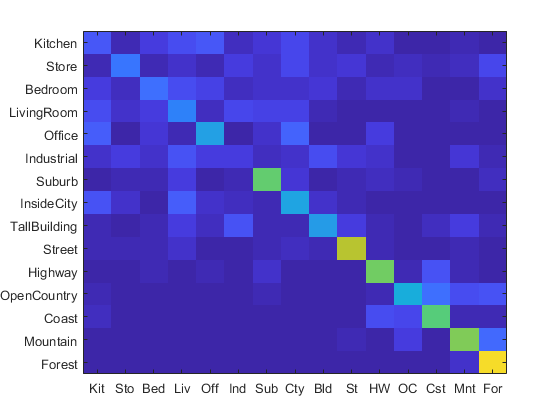 Kitchen
Store
Bedroom
LivingRoom
Office
Industrial
Suburb
InsideCity
TallBuilding
Street
Highway
OpenCountry
Coast
Mountain
Forest
Kit Sto Bed Liv Off Ind Sub Cty Bld St HW OC Cst Mnt For